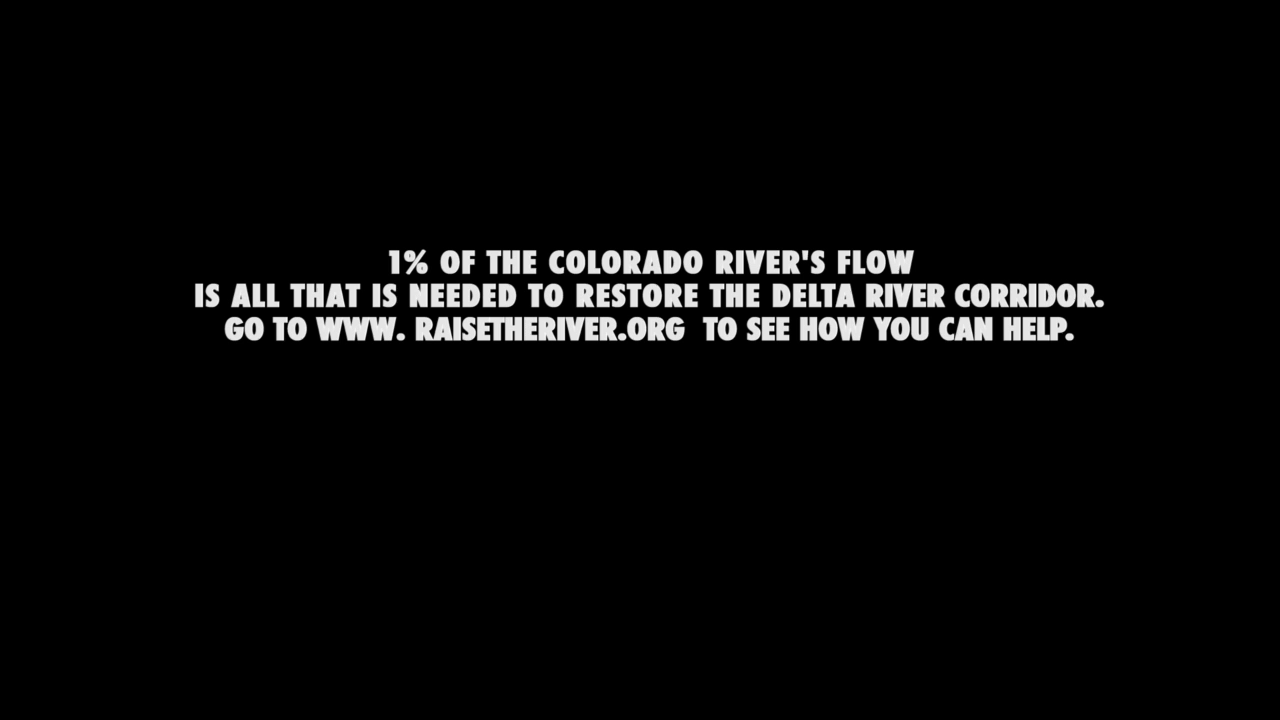 1% OF THE COLORADO RIVER'S FLOW
IS ALL THAT IS NEEDED TO RESTORE THE DELTA RIVER CORRIDOR.
GO TO WWW. RAISETHERIVER.ORG  TO SEE HOW YOU CAN HELP.